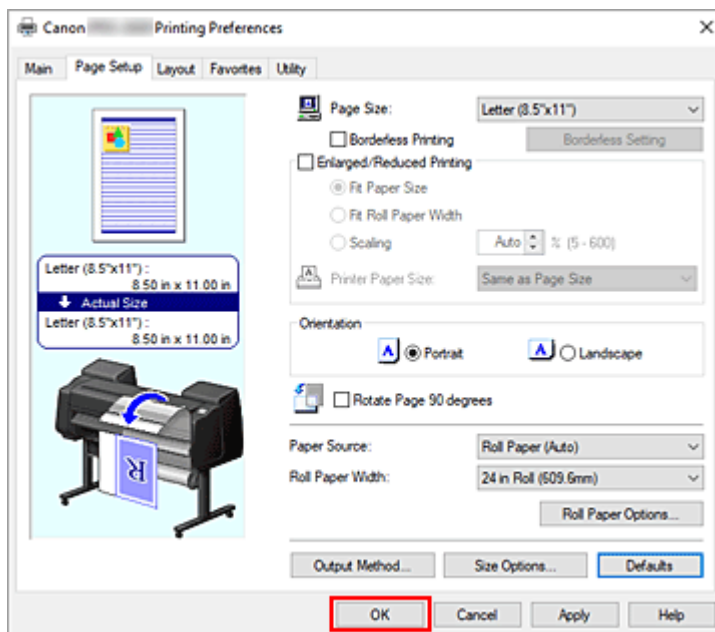 Canon Printing Preferences
Main Page Setup Layout Favorites Utility
Page Size: Letter (8.5"x11")
Borderless Printing Borderless Setting
Enlarged/Reduced Printing
Fit Paper Size
Fit Roll Paper Width
Scaling Auto % (5 - 600)
Printer Paper Size: Same as Page Size
Letter (8.5"x11") :
8.50 in x 11.00 in
Actual Size
Letter (8.5"x11") :
8.50 in x 11.00 in
Orientation
A Portrait A Landscape
Rotate Page 90 degrees
R
Paper Source: Roll Paper (Auto)
Roll Paper Width: 24 in Roll (609.6mm)
Roll Paper Options...
Output Method... Size Options... Defaults
OK Cancel Apply Help